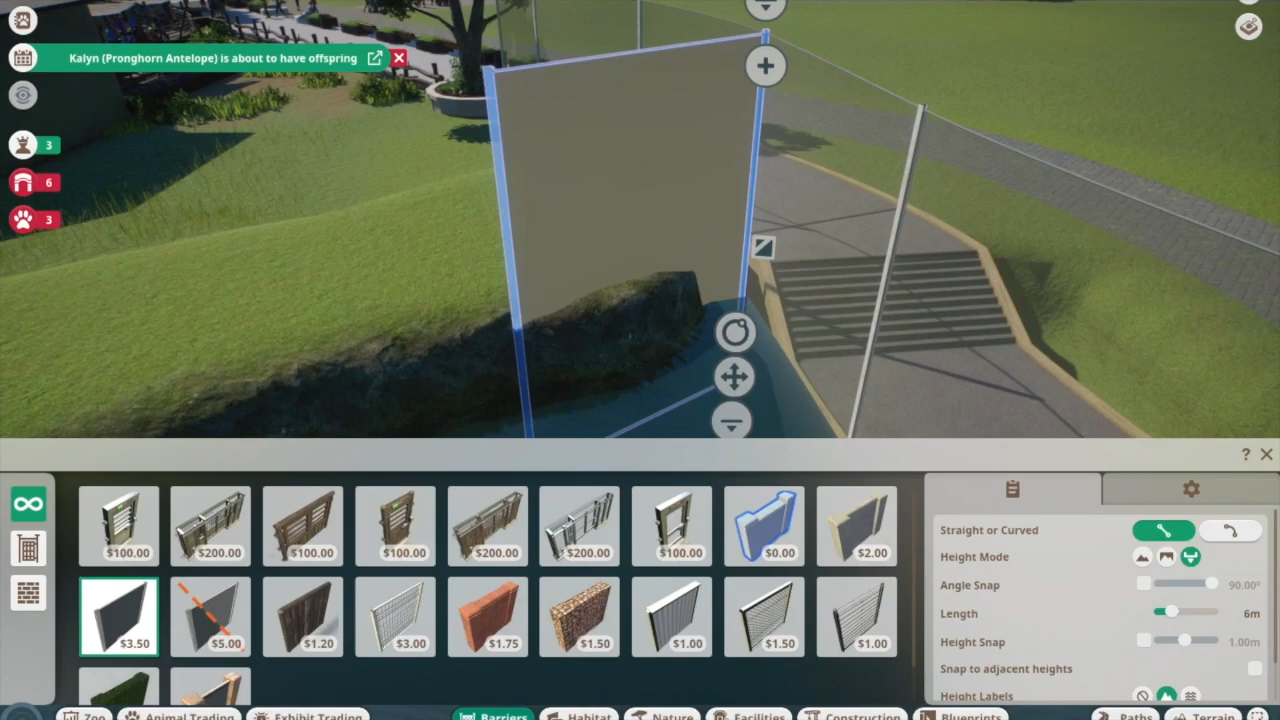 Kalyn (Pronghorn Antelope) is about to have offspring
3
6
3
?
$100.00 $200.00 $100.00 $100.00 $200.00 $200.00 $100.00 $0.00 $2.00
$3.50 $5.00 $1.20 $3.00 $1.75 $1.50 $1.00 $1.50 $1.00
Straight or Curved
Height Mode
Angle Snap 90.00°
Length 6m
Height Snap 1.00m
Snap to adjacent heights
Height Labels
Zoo Animal Trading Exhibit Trading Barriers Habitat Nature Facilities Construction Blueprints Paths Terrain